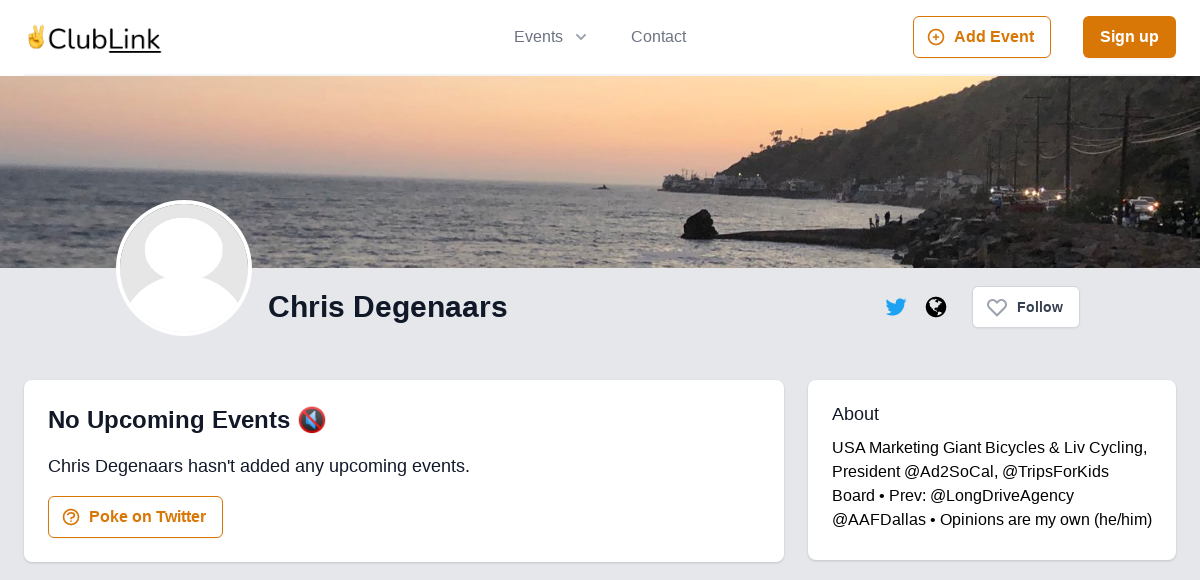 ✌️ClubLink
Events
Contact
Add Event
Sign up
Chris Degenaars
Follow
No Upcoming Events 🔇
Chris Degenaars hasn't added any upcoming events.
Poke on Twitter
About
USA Marketing Giant Bicycles & Liv Cycling,
President @Ad2SoCal, @TripsForKids
Board • Prev: @LongDriveAgency
@AAFDallas • Opinions are my own (he/him)